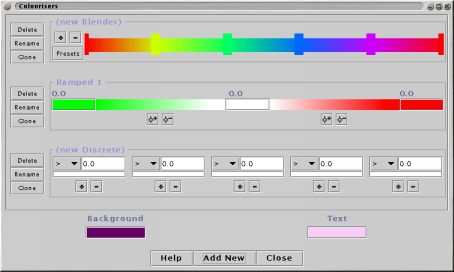 Colourisers
(new Blender)
Delete
Rename
Clone
Presets
Ramped 1
0.0 0.0 0.0
Delete
Rename
Clone
(new Discrete)
Delete
Rename
Clone
> 0.0 > 0.0 > 0.0 > 0.0 > 0.0
Background Text
Help Add New Close